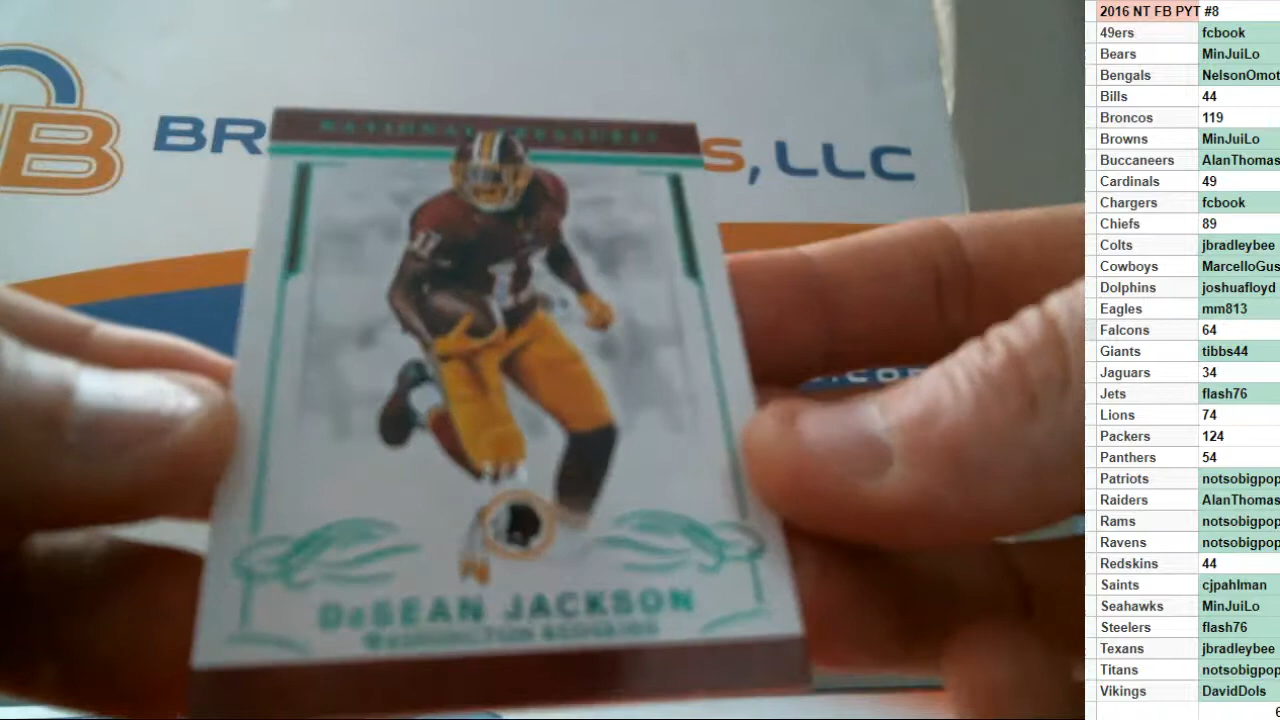 BR S, LLC
NATIONAL TREASURES
11
DeSEAN JACKSON
WASHINGTON REDSKINS
2016 NT FB PYT #8
49ers fcbook
Bears MinJuiLo
Bengals NelsonOmot
Bills 44
Broncos 119
Browns MinJuiLo
Buccaneers AlanThomas
Cardinals 49
Chargers fcbook
Chiefs 89
Colts jbradleybee
Cowboys MarcelloGus
Dolphins joshuafloyd
Eagles mm813
Falcons 64
Giants tibbs44
Jaguars 34
Jets flash76
Lions 74
Packers 124
Panthers 54
Patriots notsobigpop
Raiders AlanThomas
Rams notsobigpop
Ravens notsobigpop
Redskins 44
Saints cjpahlman
Seahawks MinJuiLo
Steelers flash76
Texans jbradleybee
Titans notsobigpop
Vikings DavidDols